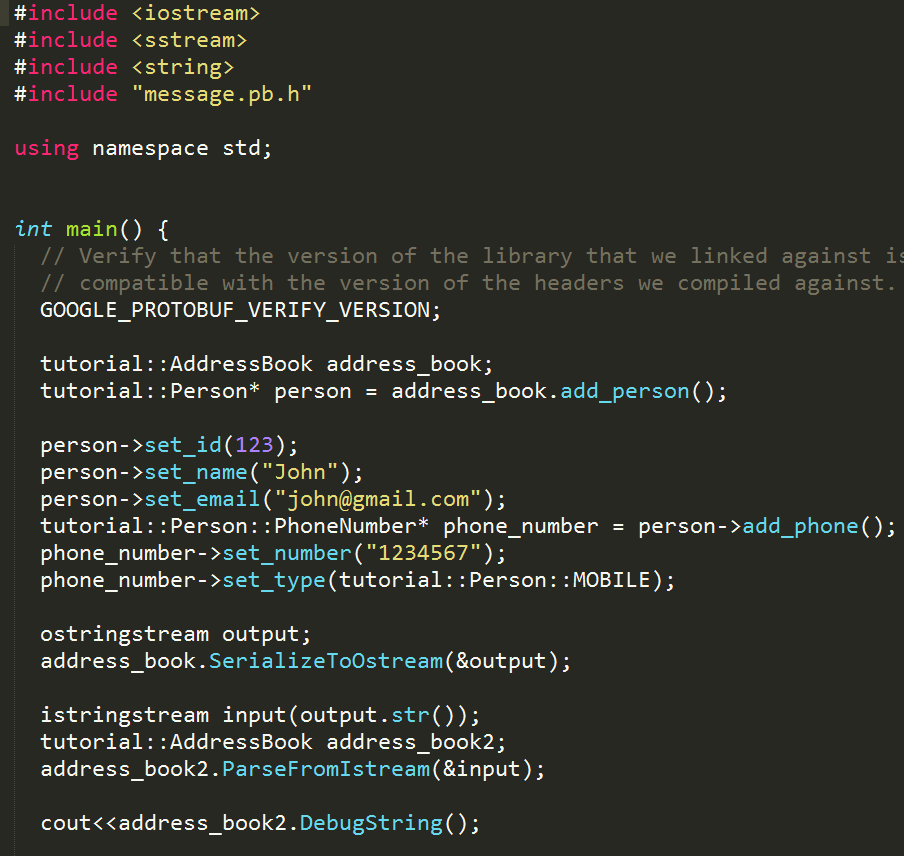 #include <iostream>
#include <sstream>
#include <string>
#include "message.pb.h"
using namespace std;
int main() {
// Verify that the version of the library that we linked against is
// compatible with the version of the headers we compiled against.
GOOGLE_PROTOBUF_VERIFY_VERSION;
tutorial::AddressBook address_book;
tutorial::Person* person = address_book.add_person();
person->set_id(123);
person->set_name("John");
person->set_email("john@gmail.com");
tutorial::Person::PhoneNumber* phone_number = person->add_phone();
phone_number->set_number("1234567");
phone_number->set_type(tutorial::Person::MOBILE);
ostringstream output;
address_book.SerializeToOstream(&output);
istringstream input(output.str());
tutorial::AddressBook address_book2;
address_book2.ParseFromIstream(&input);
cout<<address_book2.DebugString();